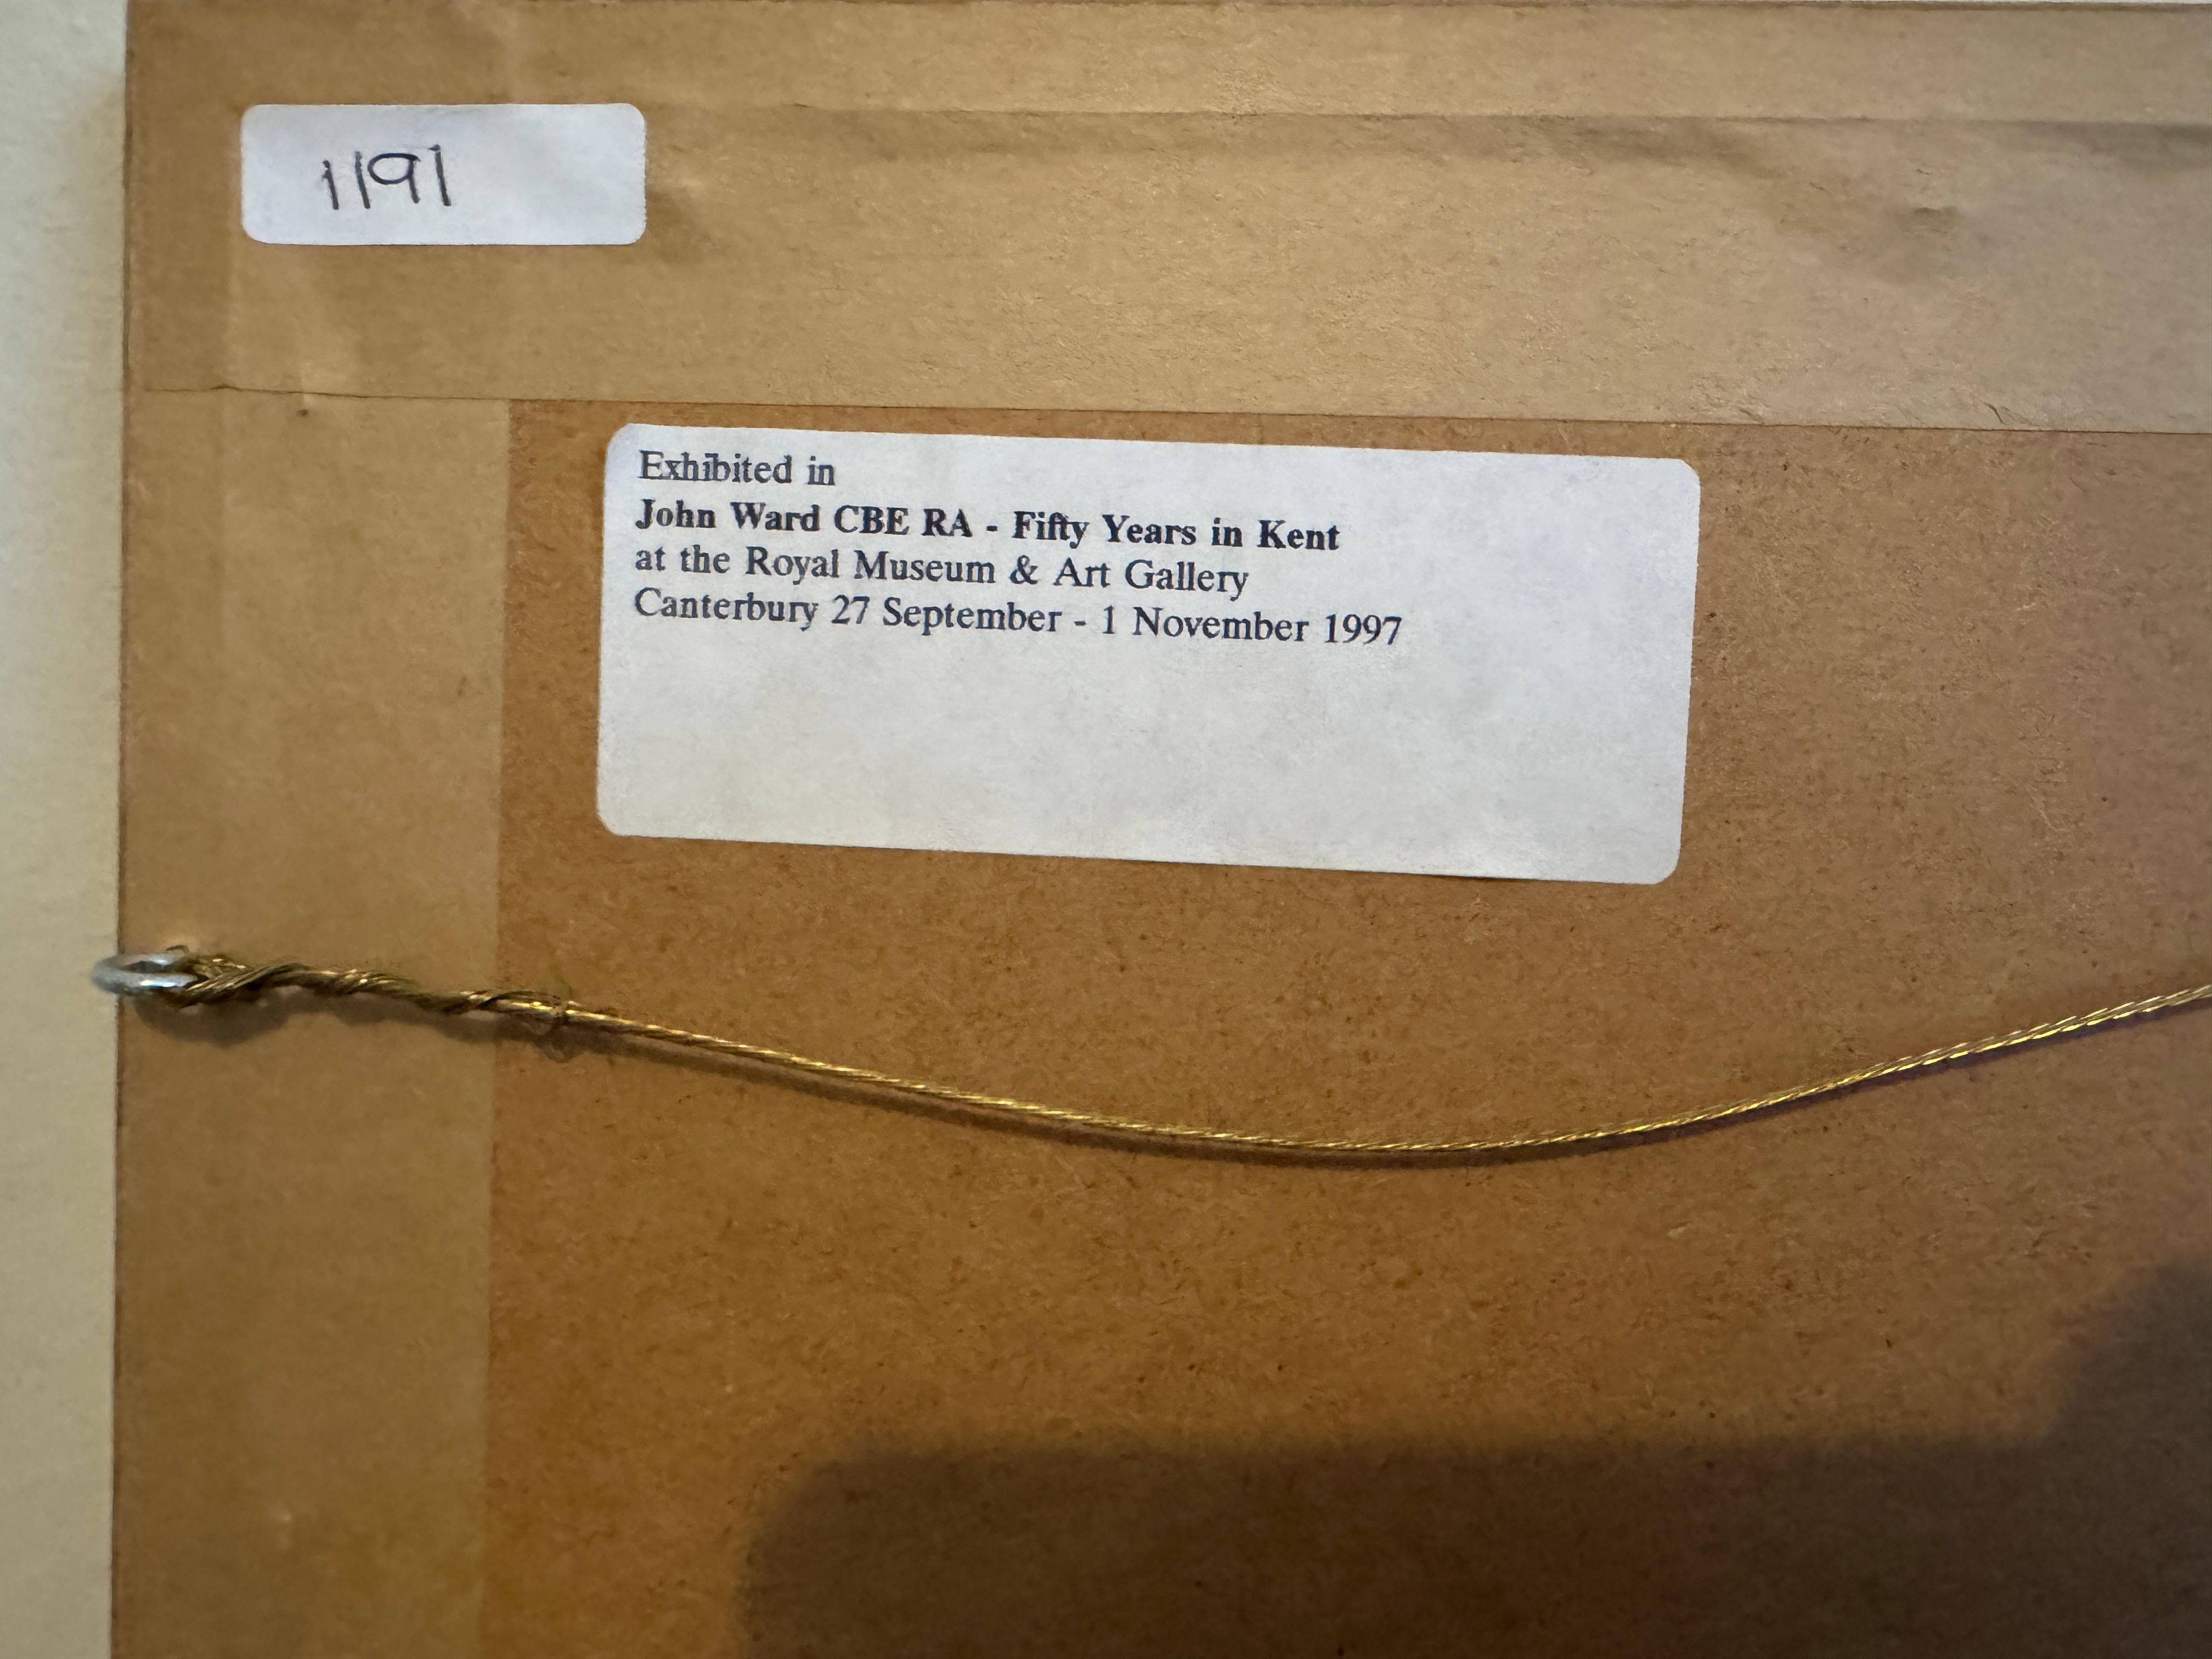 1191
Exhibited in
John Ward CBE RA - Fifty Years in Kent
at the Royal Museum & Art Gallery
Canterbury 27 September - 1 November 1997